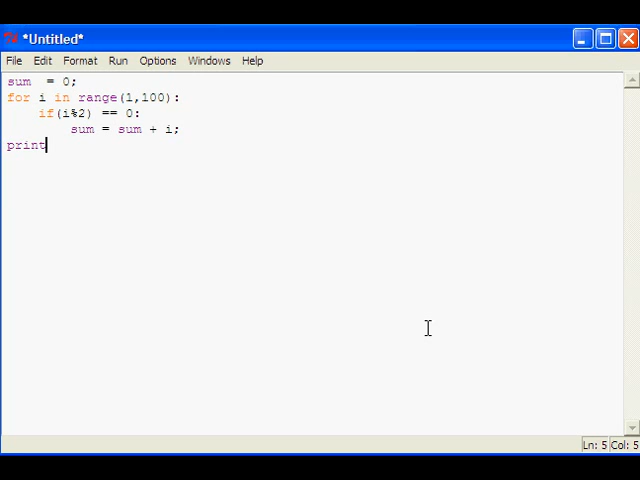 *Untitled*
File Edit Format Run Options Windows Help
sum  = 0;
for i in range(1,100):
    if(i%2) == 0:
        sum = sum + i;
print
Ln: 5 Col: 5